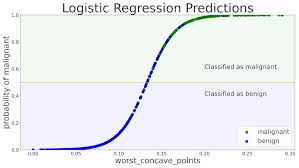 Logistic Regression Predictions
probability of malignant
1.0
0.8
0.6
0.4
0.2
0.0
Classified as malignant
Classified as benign
malignant
benign
0.00 0.05 0.10 0.15 0.20 0.25 0.30
worst_concave_points